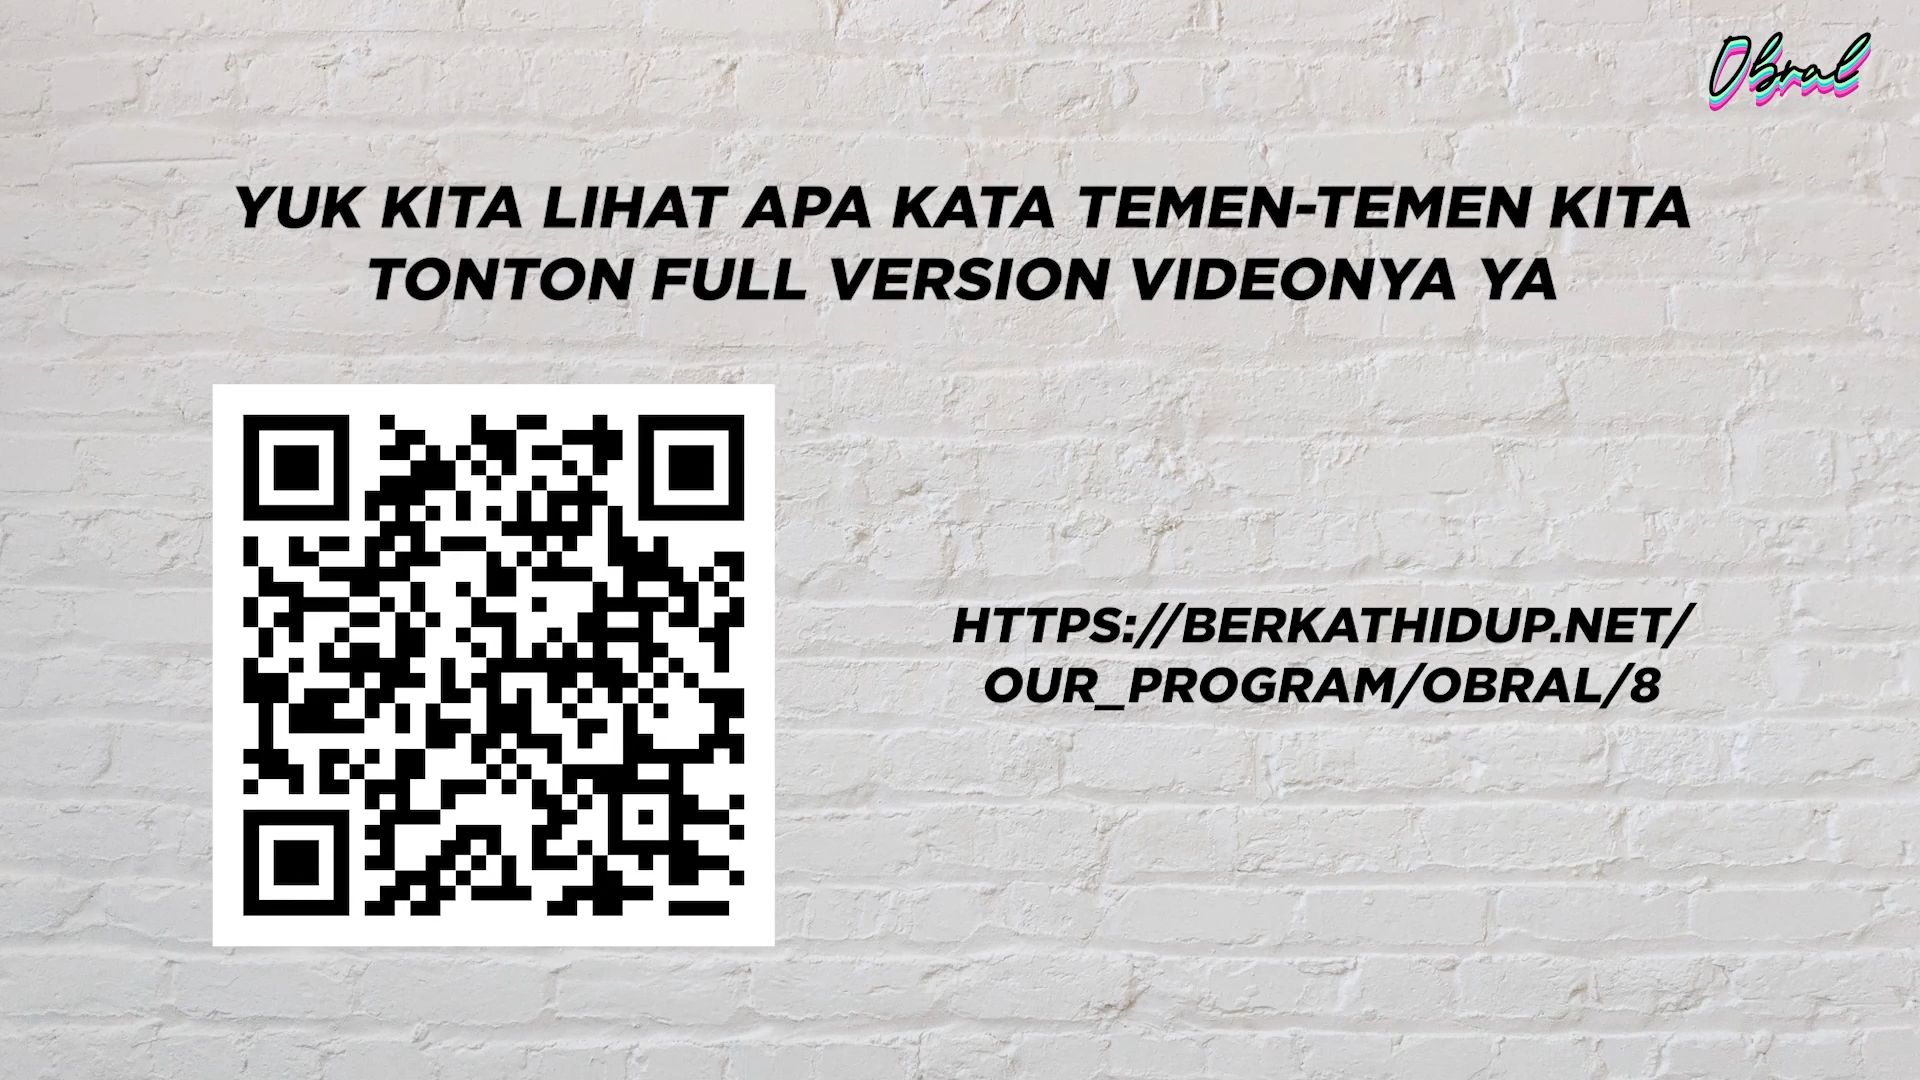 Obral
YUK KITA LIHAT APA KATA TEMEN-TEMEN KITA
TONTON FULL VERSION VIDEONYA YA
HTTPS://BERKATHIDUP.NET/
OUR_PROGRAM/OBRAL/8